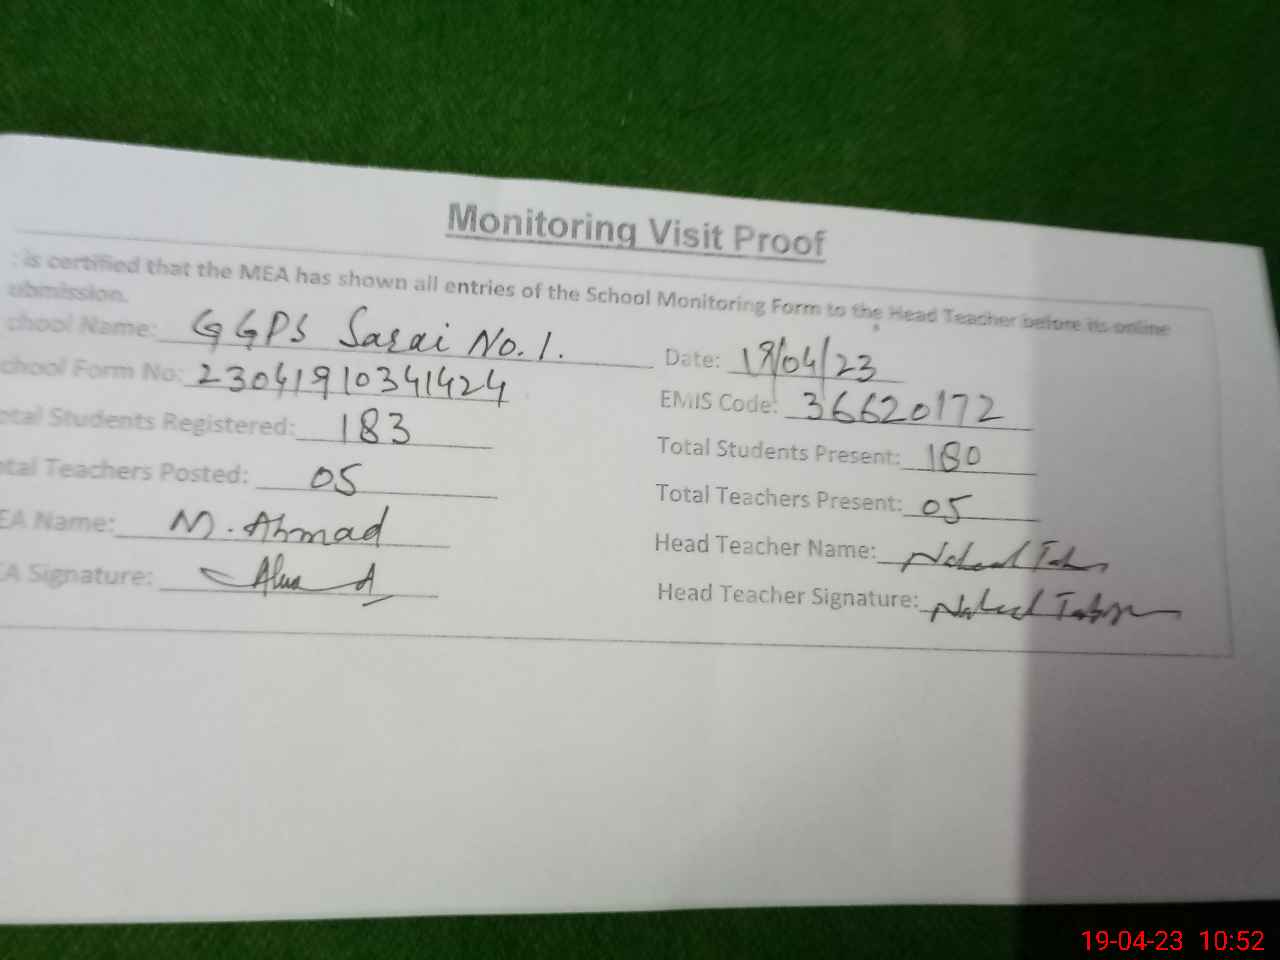 Monitoring Visit Proof
: is certified that the MEA has shown all entries of the School Monitoring Form to the Head Teacher before its online
ubmission.
chool Name: GGPS Sarai No. 1. Date: 19/04/23
chool Form No: 23041910341424 EMIS Code: 36620172
otal Students Registered: 183 Total Students Present: 180
otal Teachers Posted: 05 Total Teachers Present: 05
EA Name: M. Ahmad Head Teacher Name:
EA Signature: Head Teacher Signature:
19-04-23 10:52